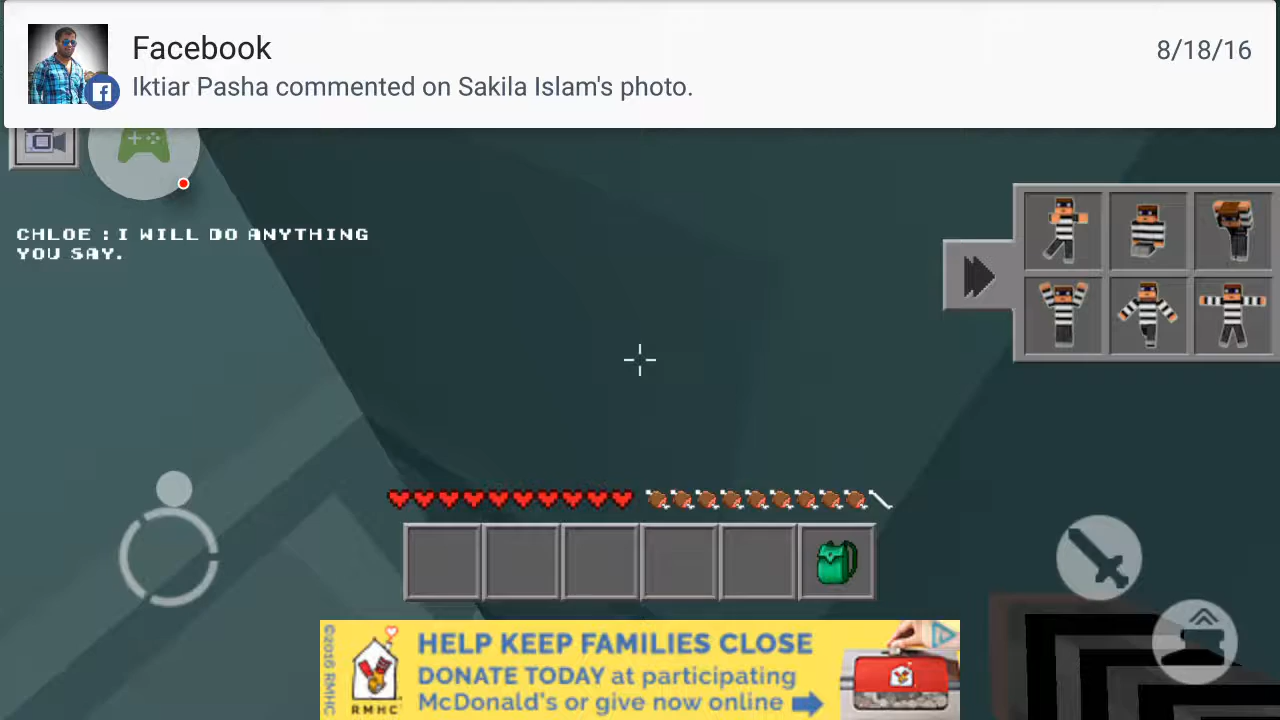 Facebook
8/18/16
Iktiar Pasha commented on Sakila Islam's photo.
CHLOE : I WILL DO ANYTHING
YOU SAY.
©2016 RMHC
RMHC
HELP KEEP FAMILIES CLOSE
DONATE TODAY at participating
McDonald's or give now online